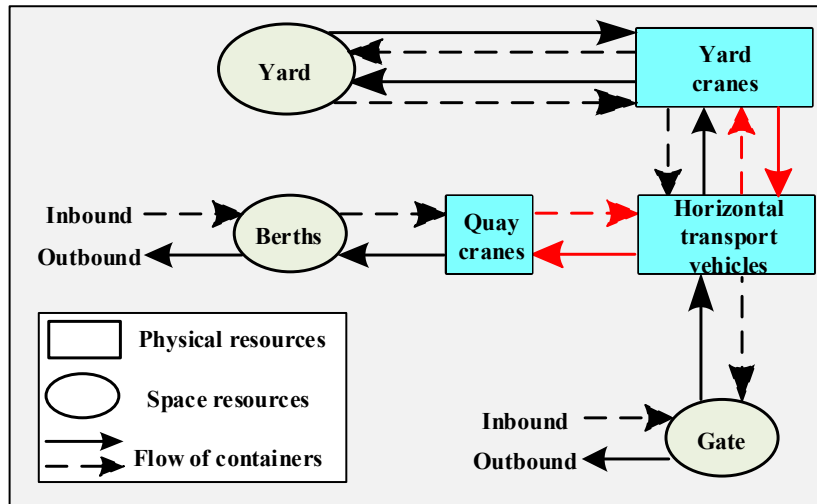 Yard
Yard
cranes
Inbound
Outbound
Berths
Quay
cranes
Horizontal
transport
vehicles
Physical resources
Space resources
Flow of containers
Inbound
Outbound
Gate